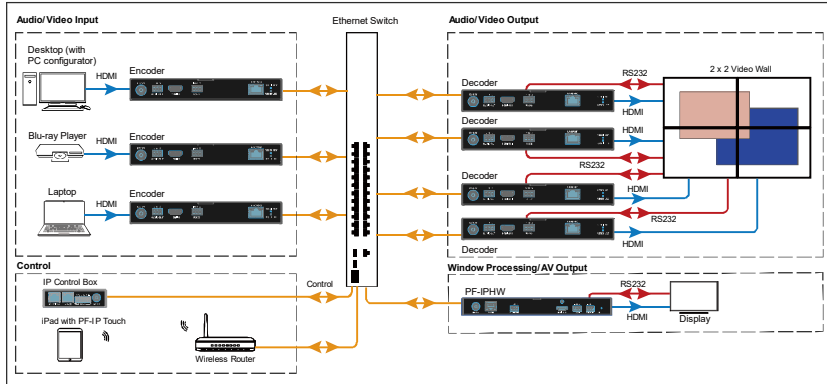 Audio/Video Input
Ethernet Switch
Audio/Video Output
Desktop (with
PC configurator)
HDMI
Encoder
Blu-ray Player
HDMI
Encoder
Laptop
HDMI
Encoder
Decoder
RS232
HDMI
2 x 2 Video Wall
Decoder
HDMI
RS232
Decoder
HDMI
RS232
HDMI
Decoder
Control
IP Control Box
Control
iPad with PF-IP Touch
Wireless Router
Window Processing/AV Output
PF-IPHW
RS232
HDMI
Display